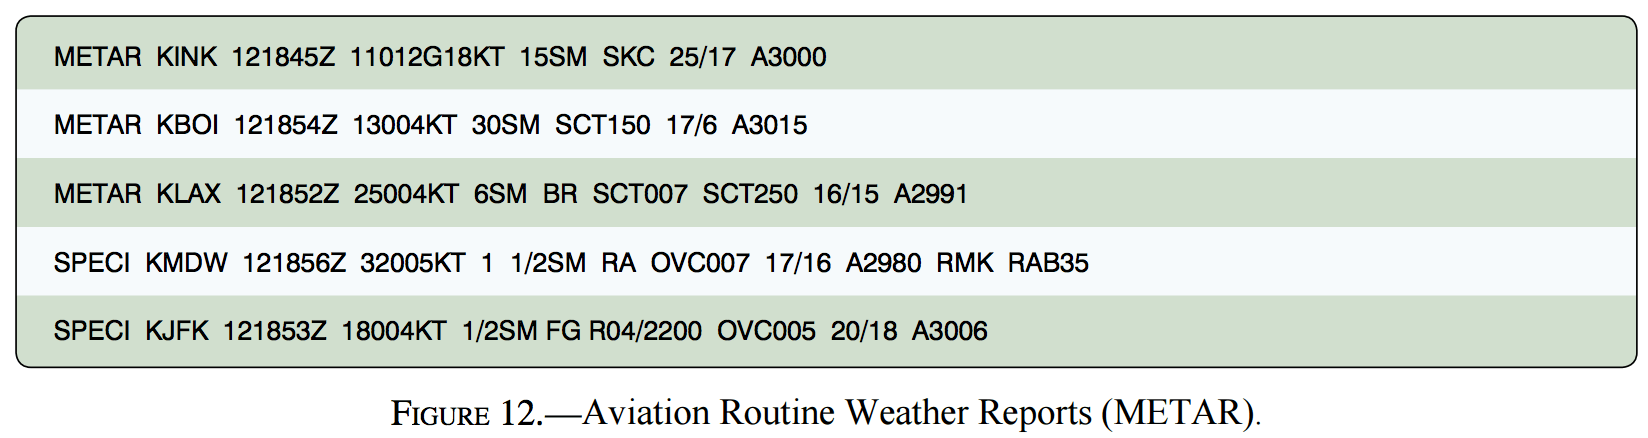 METAR KINK 121845Z 11012G18KT 15SM SKC 25/17 A3000
METAR KBOI 121854Z 13004KT 30SM SCT150 17/6 A3015
METAR KLAX 121852Z 25004KT 6SM BR SCT007 SCT250 16/15 A2991
SPECI KMDW 121856Z 32005KT 1 1/2SM RA OVC007 17/16 A2980 RMK RAB35
SPECI KJFK 121853Z 18004KT 1/2SM FG R04/2200 OVC005 20/18 A3006
FIGURE 12.—Aviation Routine Weather Reports (METAR).